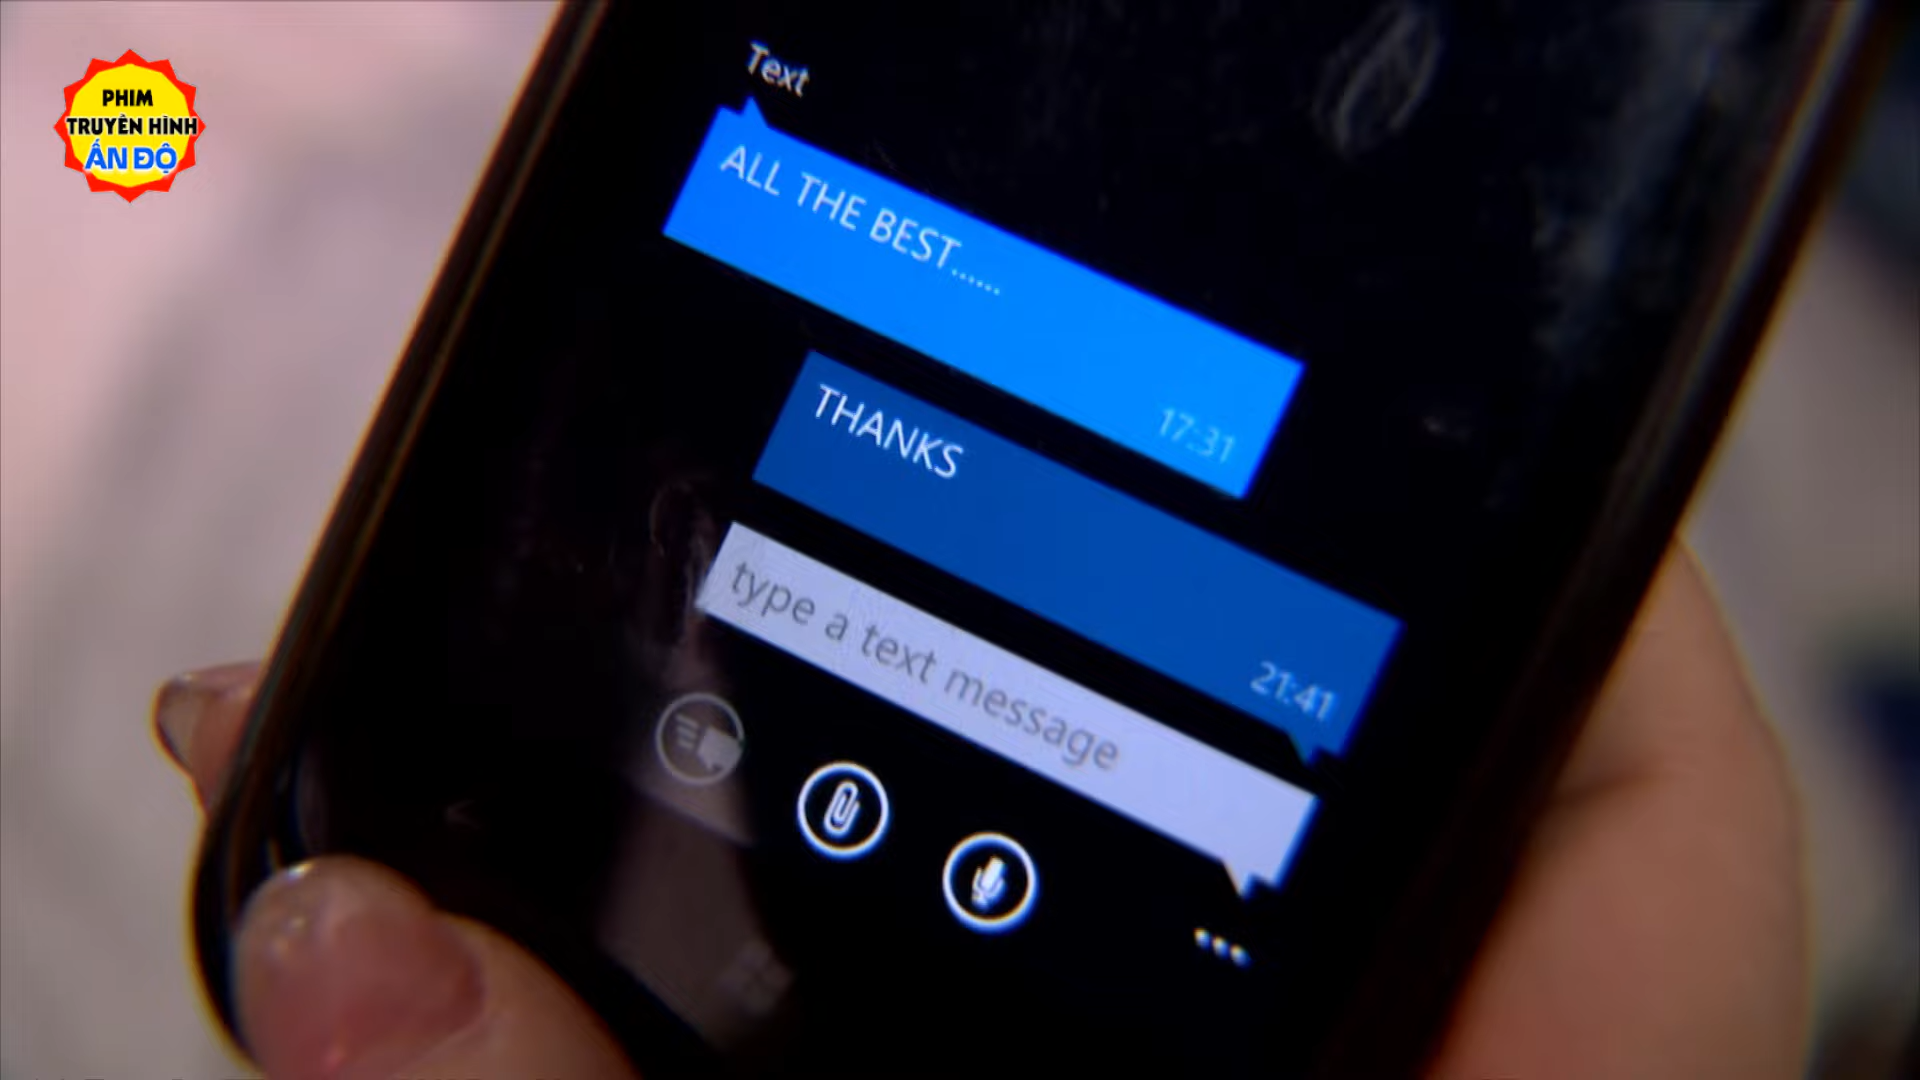 PHIM
TRUYỀN HÌNH
ẤN ĐỘ
Text
ALL THE BEST......
17:31
THANKS
21:41
type a text message